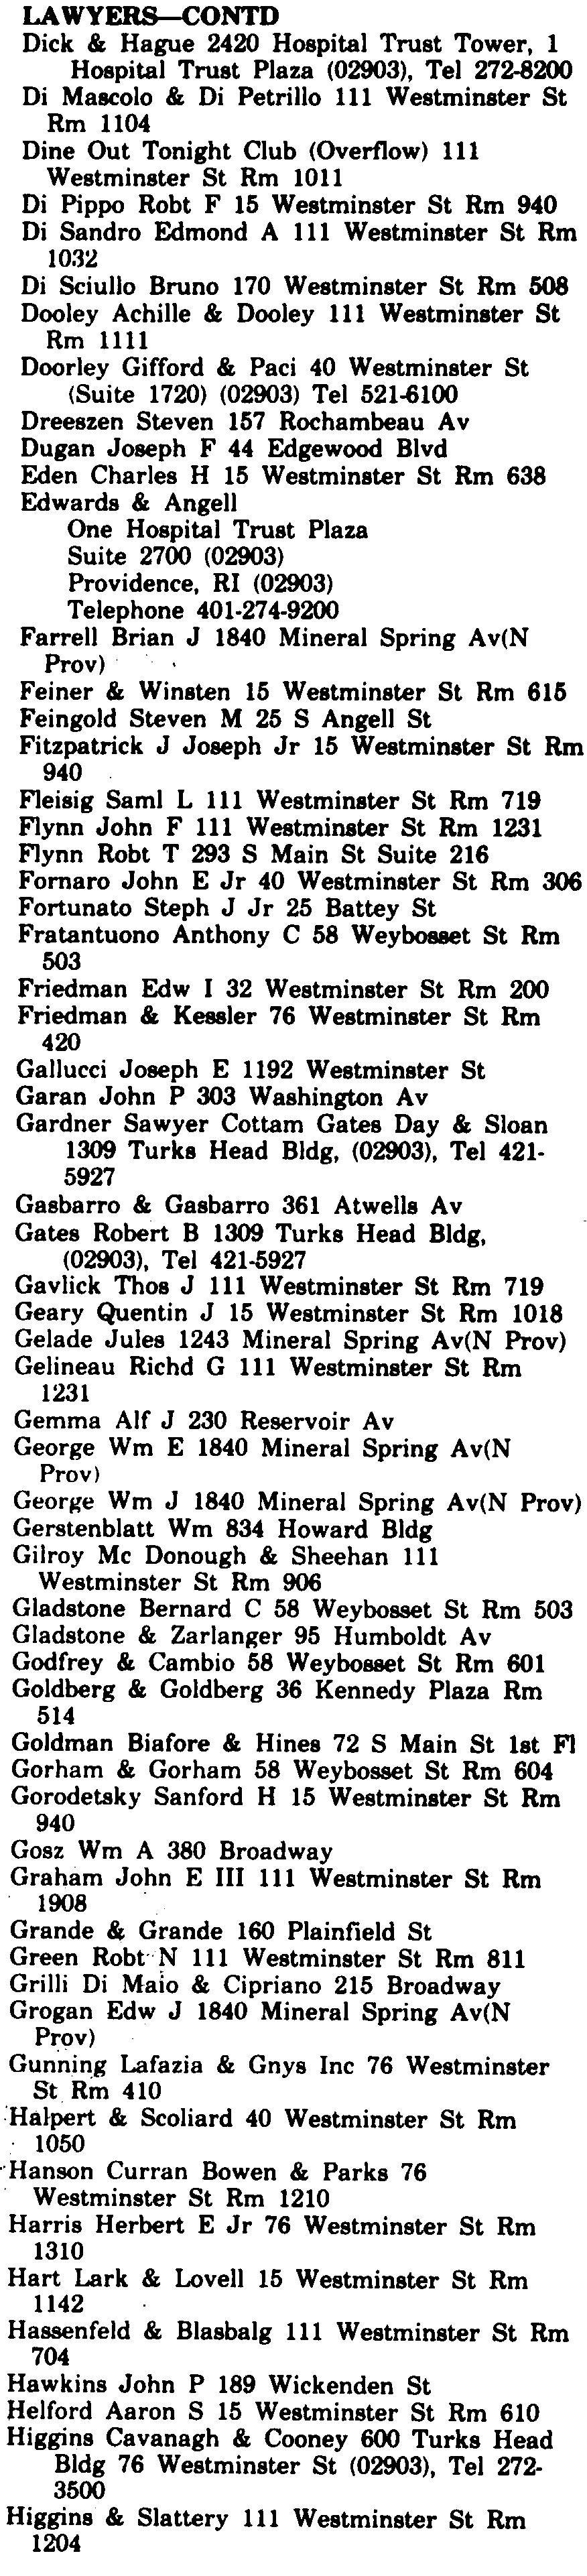 LAWYERS—CONTD
Dick & Hague 2420 Hospital Trust Tower, 1
Hospital Trust Plaza (02903), Tel 272-8200
Di Mascolo & Di Petrillo 111 Westminster St
Rm 1104
Dine Out Tonight Club (Overflow) 111
Westminster St Rm 1011
Di Pippo Robt F 15 Westminster St Rm 940
Di Sandro Edmond A 111 Westminster St Rm
1032
Di Sciullo Bruno 170 Westminster St Rm 508
Dooley Achille & Dooley 111 Westminster St
Rm 1111
Doorley Gifford & Paci 40 Westminster St
(Suite 1720) (02903) Tel 521-6100
Dreeszen Steven 157 Rochambeau Av
Dugan Joseph F 44 Edgewood Blvd
Eden Charles H 15 Westminster St Rm 638
Edwards & Angell
One Hospital Trust Plaza
Suite 2700 (02903)
Providence, RI (02903)
Telephone 401-274-9200
Farrell Brian J 1840 Mineral Spring Av(N
Prov)
Feiner & Winsten 15 Westminster St Rm 615
Feingold Steven M 25 S Angell St
Fitzpatrick J Joseph Jr 15 Westminster St Rm
940
Fleisig Saml L 111 Westminster St Rm 719
Flynn John F 111 Westminster St Rm 1231
Flynn Robt T 293 S Main St Suite 216
Fornaro John E Jr 40 Westminster St Rm 306
Fortunato Steph J Jr 25 Battey St
Fratantuono Anthony C 58 Weybosset St Rm
503
Friedman Edw I 32 Westminster St Rm 200
Friedman & Kessler 76 Westminster St Rm
420
Gallucci Joseph E 1192 Westminster St
Garan John P 303 Washington Av
Gardner Sawyer Cottam Gates Day & Sloan
1309 Turks Head Bldg, (02903), Tel 421-
5927
Gasbarro & Gasbarro 361 Atwells Av
Gates Robert B 1309 Turks Head Bldg,
(02903), Tel 421-5927
Gavlick Thos J 111 Westminster St Rm 719
Geary Quentin J 15 Westminster St Rm 1018
Gelade Jules 1243 Mineral Spring Av(N Prov)
Gelineau Richd G 111 Westminster St Rm
1231
Gemma Alf J 230 Reservoir Av
George Wm E 1840 Mineral Spring Av(N
Prov)
George Wm J 1840 Mineral Spring Av(N Prov)
Gerstenblatt Wm 834 Howard Bldg
Gilroy Mc Donough & Sheehan 111
Westminster St Rm 906
Gladstone Bernard C 58 Weybosset St Rm 503
Gladstone & Zarlanger 95 Humboldt Av
Godfrey & Cambio 58 Weybosset St Rm 601
Goldberg & Goldberg 36 Kennedy Plaza Rm
514
Goldman Biafore & Hines 72 S Main St 1st Fl
Gorham & Gorham 58 Weybosset St Rm 604
Gorodetsky Sanford H 15 Westminster St Rm
940
Gosz Wm A 380 Broadway
Graham John E III 111 Westminster St Rm
1908
Grande & Grande 160 Plainfield St
Green Robt N 111 Westminster St Rm 811
Grilli Di Maio & Cipriano 215 Broadway
Grogan Edw J 1840 Mineral Spring Av(N
Prov)
Gunning Lafazia & Gnys Inc 76 Westminster
St Rm 410
Halpert & Scoliard 40 Westminster St Rm
1050
Hanson Curran Bowen & Parks 76
Westminster St Rm 1210
Harris Herbert E Jr 76 Westminster St Rm
1310
Hart Lark & Lovell 15 Westminster St Rm
1142
Hassenfeld & Blasbalg 111 Westminster St Rm
704
Hawkins John P 189 Wickenden St
Helford Aaron S 15 Westminster St Rm 610
Higgins Cavanagh & Cooney 600 Turks Head
Bldg 76 Westminster St (02903), Tel 272-
3500
Higgins & Slattery 111 Westminster St Rm
1204